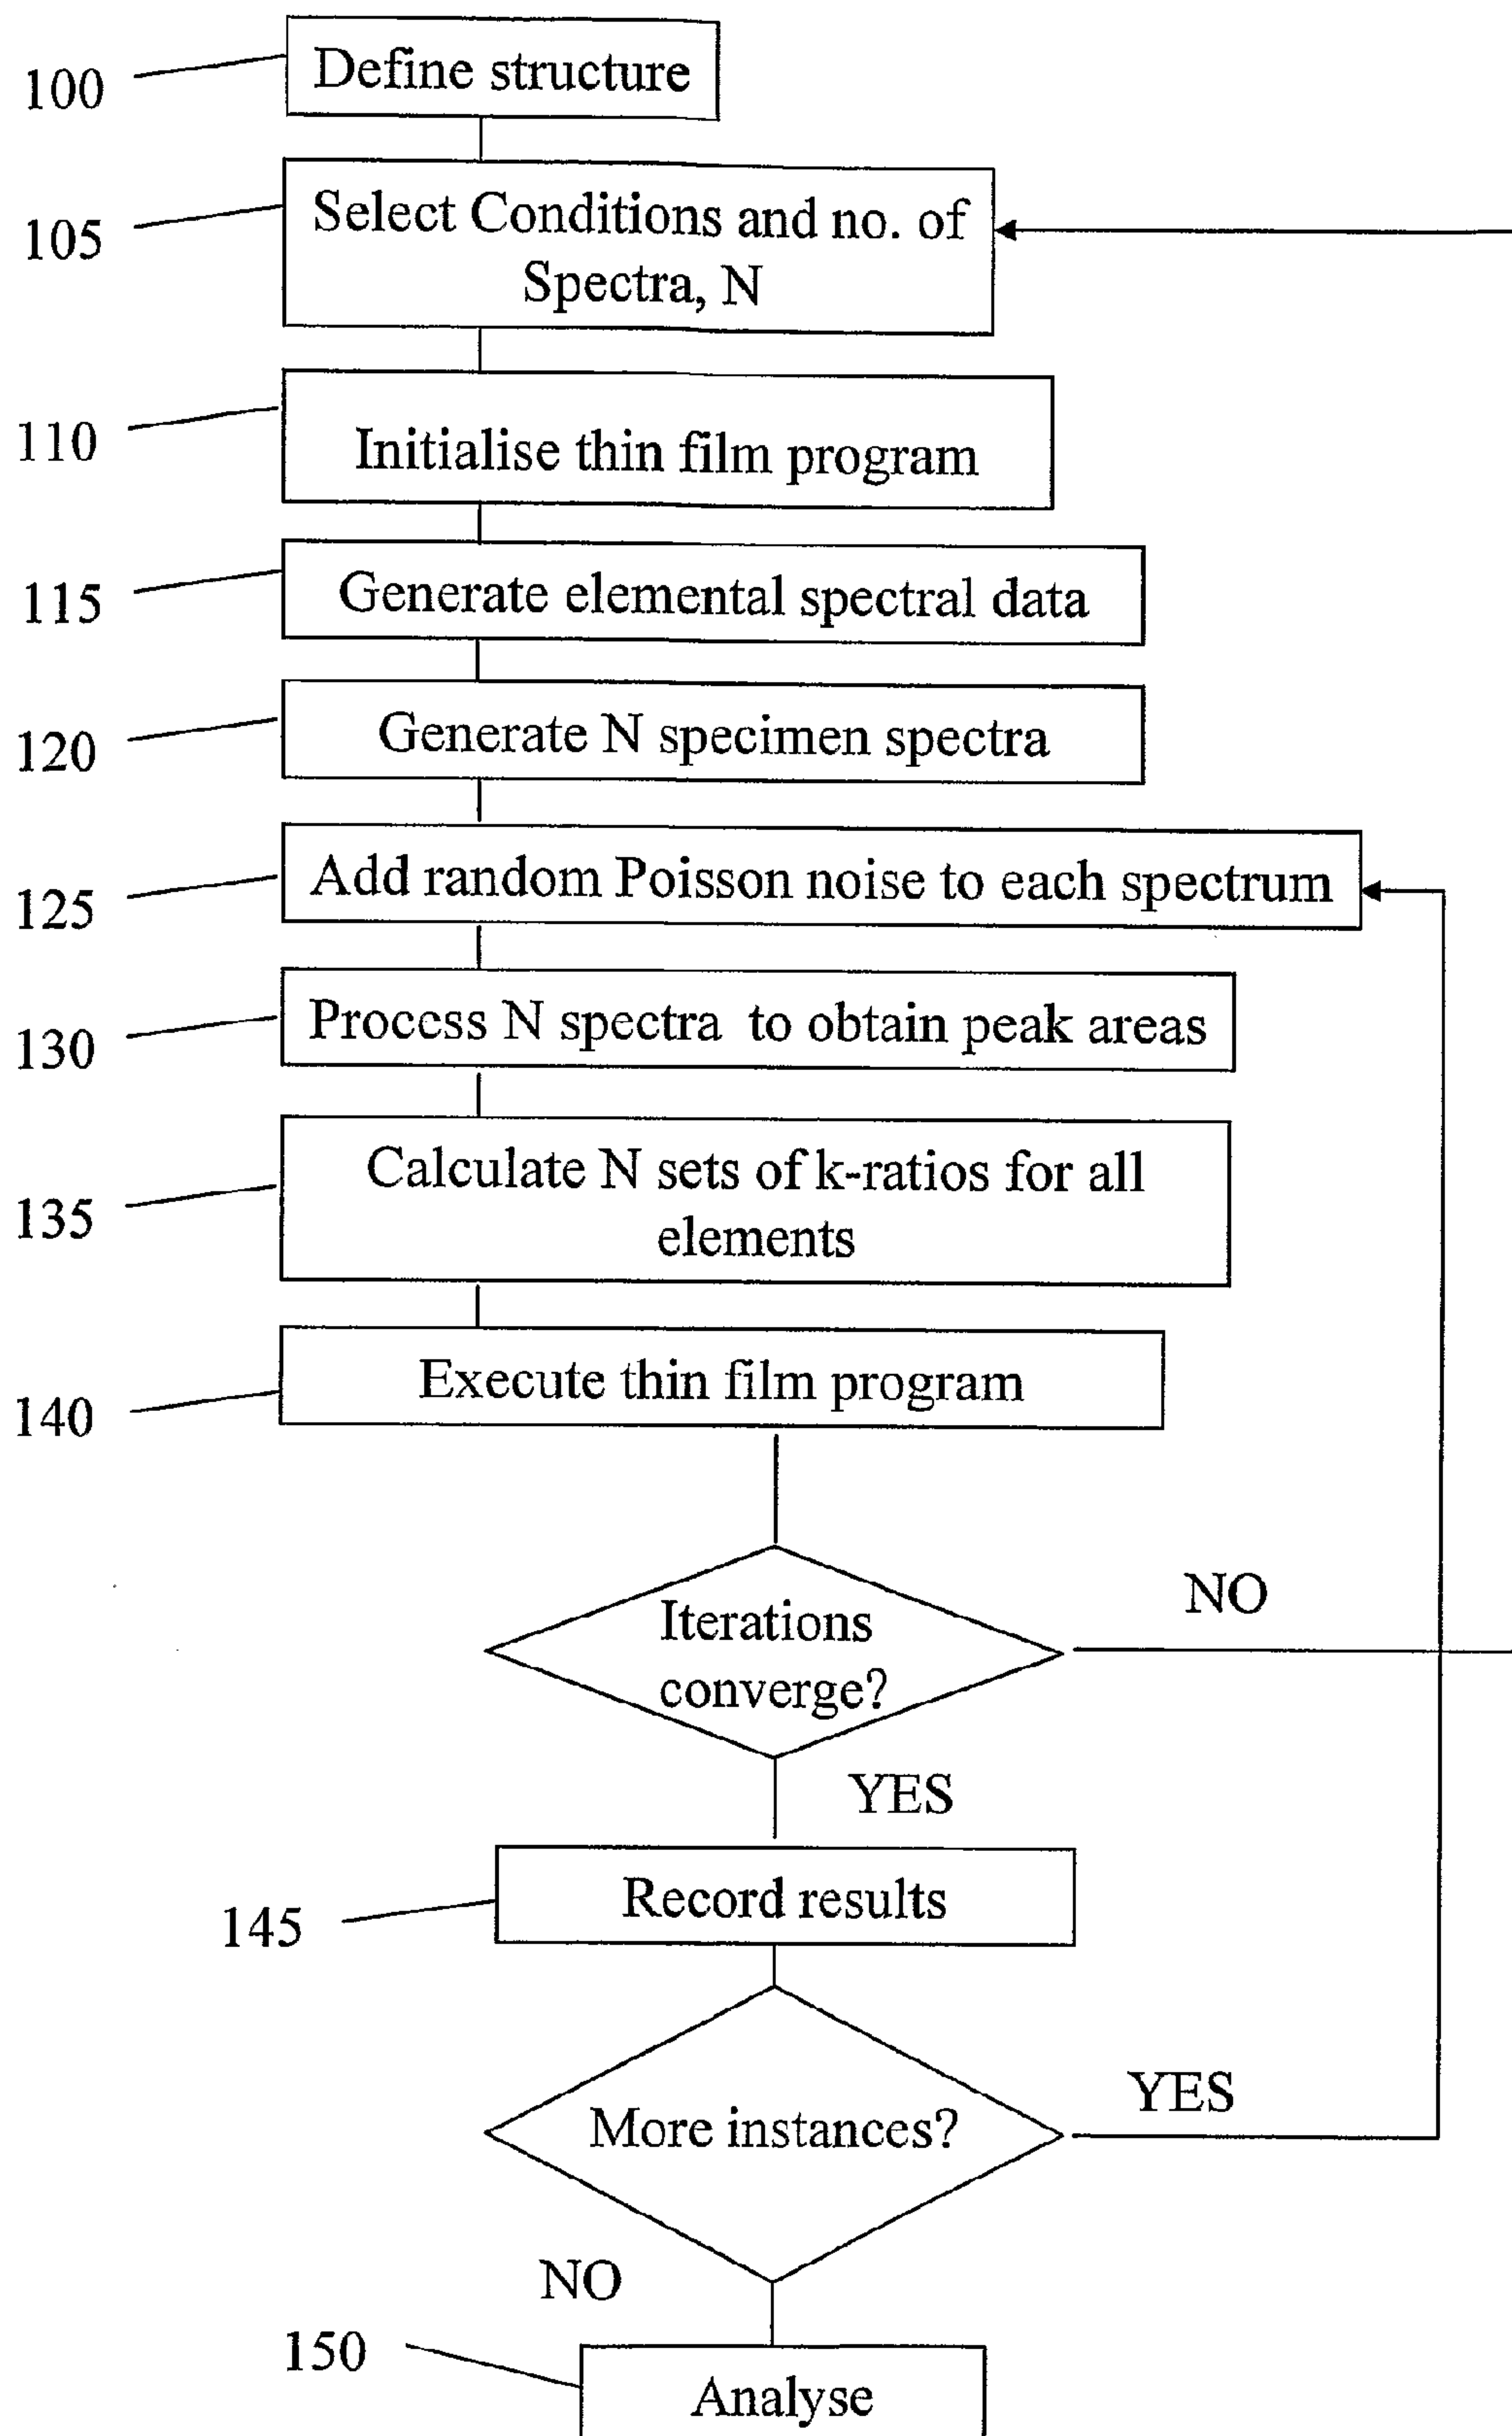 100
Define structure
105
Select Conditions and no. of
Spectra, N
110
Initialise thin film program
115
Generate elemental spectral data
120
Generate N specimen spectra
125
Add random Poisson noise to each spectrum
130
Process N spectra to obtain peak areas
135
Calculate N sets of k-ratios for all
elements
140
Execute thin film program
Iterations
converge?
NO
YES
145
Record results
More instances?
YES
NO
150
Analyse